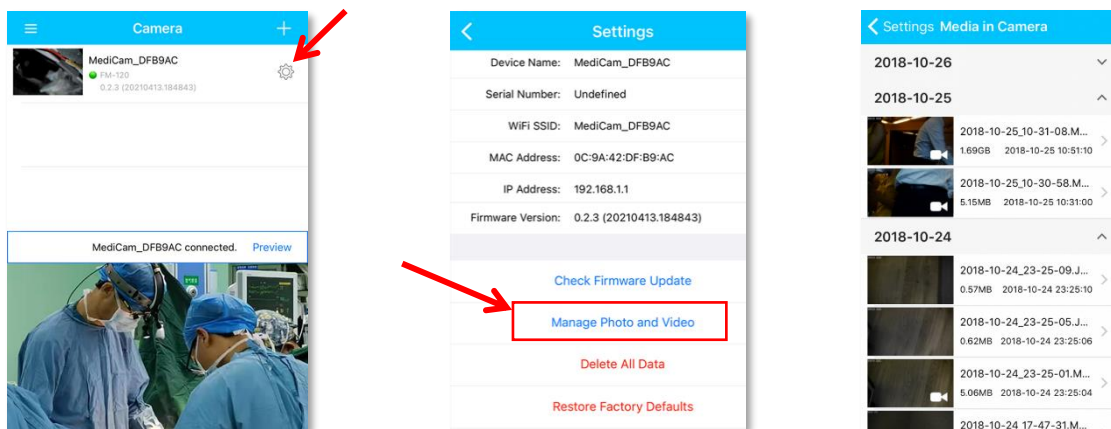 Camera
MediCam_DFB9AC
FM-120
0.2.3 (20210413.184843)
MediCam_DFB9AC connected. Preview
Settings
Device Name: MediCam_DFB9AC
Serial Number: Undefined
WiFi SSID: MediCam_DFB9AC
MAC Address: 0C:9A:42:DF:B9:AC
IP Address: 192.168.1.1
Firmware Version: 0.2.3 (20210413.184843)
Check Firmware Update
Manage Photo and Video
Delete All Data
Restore Factory Defaults
Settings Media in Camera
2018-10-26
2018-10-25
2018-10-25_10-31-08.M...
1.69GB 2018-10-25 10:51:10
2018-10-25_10-30-58.M...
5.15MB 2018-10-25 10:31:00
2018-10-24
2018-10-24_23-25-09.J...
0.57MB 2018-10-24 23:25:10
2018-10-24_23-25-05.J...
0.62MB 2018-10-24 23:25:06
2018-10-24_23-25-01.M...
5.06MB 2018-10-24 23:25:04
2018-10-24 17-47-31.M...